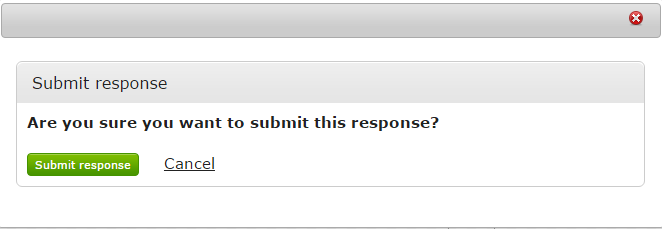 Submit response
Are you sure you want to submit this response?
Submit response Cancel